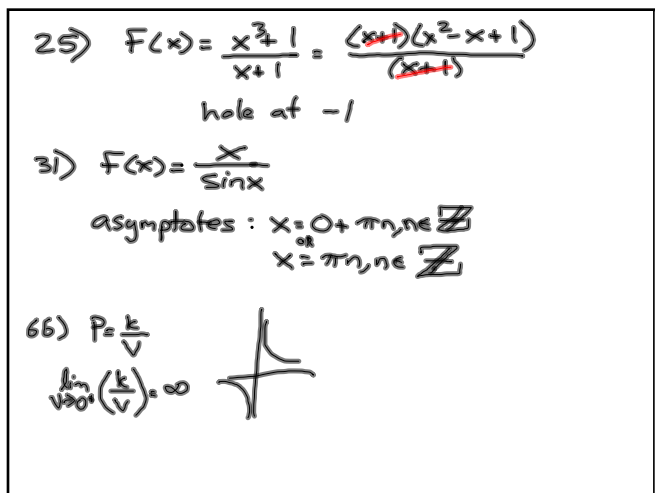 25) F(x) = x³+1 / x+1 = (x+1)(x²-x+1) / (x+1)
hole at -1
31) F(x) = x / sinx
asymptotes : x = 0 + πn, n∈ ℤ
OR
x = πn, n∈ ℤ
66) P = k / V
lim V→0⁺ (k / V) = ∞